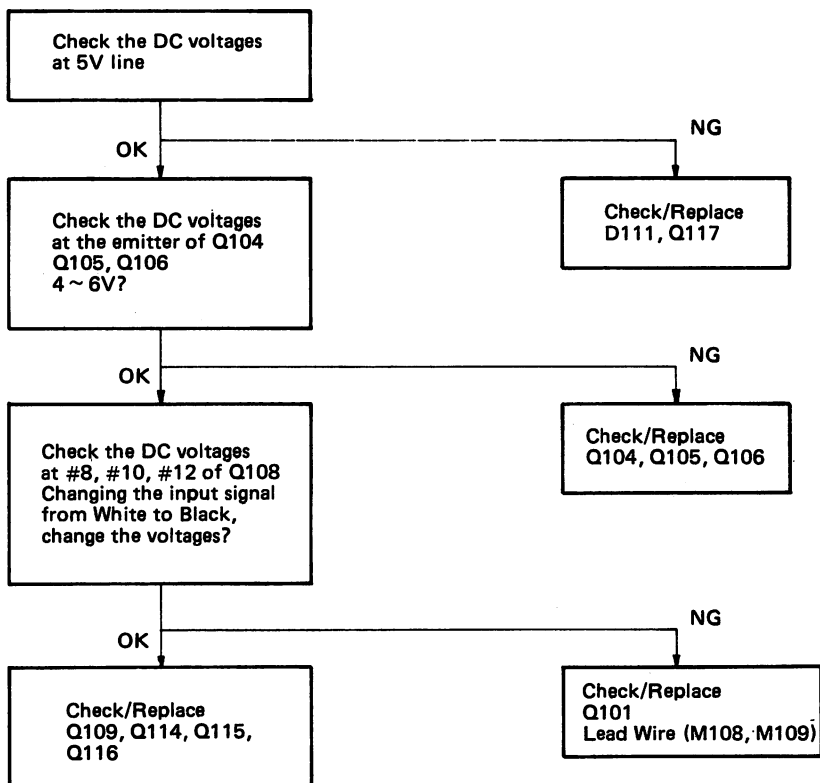 Check the DC voltages
at 5V line
OK
NG
Check the DC voltages
at the emitter of Q104
Q105, Q106
4 ~ 6V?
Check/Replace
D111, Q117
OK
NG
Check the DC voltages
at #8, #10, #12 of Q108
Changing the input signal
from White to Black,
change the voltages?
Check/Replace
Q104, Q105, Q106
OK
NG
Check/Replace
Q109, Q114, Q115,
Q116
Check/Replace
Q101
Lead Wire (M108, M109)